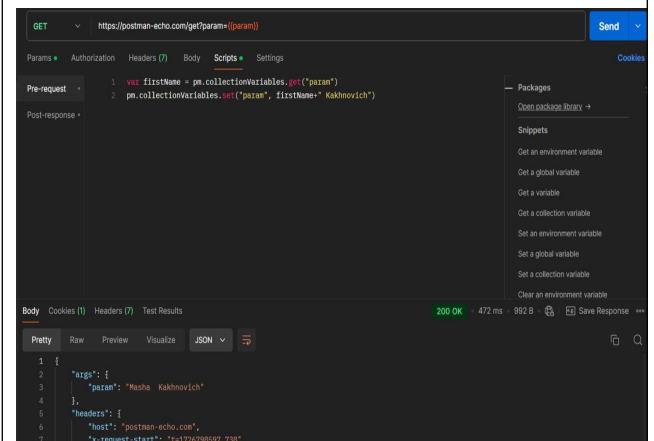 GET https://postman-echo.com/get?param={{param}} Send
Params Authorization Headers (7) Body Scripts Settings Cookies
Pre-request
Post-response
1 var firstName = pm.collectionVariables.get("param")
2 pm.collectionVariables.set("param", firstName+" Kakhnovich")
Packages
Open package library →
Snippets
Get an environment variable
Get a global variable
Get a variable
Get a collection variable
Set an environment variable
Set a global variable
Set a collection variable
Clear an environment variable
Body Cookies (1) Headers (7) Test Results 200 OK 472 ms 992 B Save Response
Pretty Raw Preview Visualize JSON
1 {
2 "args": {
3 "param": "Masha  Kakhnovich"
4 },
5 "headers": {
6 "host": "postman-echo.com",
7 "x-request-start": "t=1726798597.738",